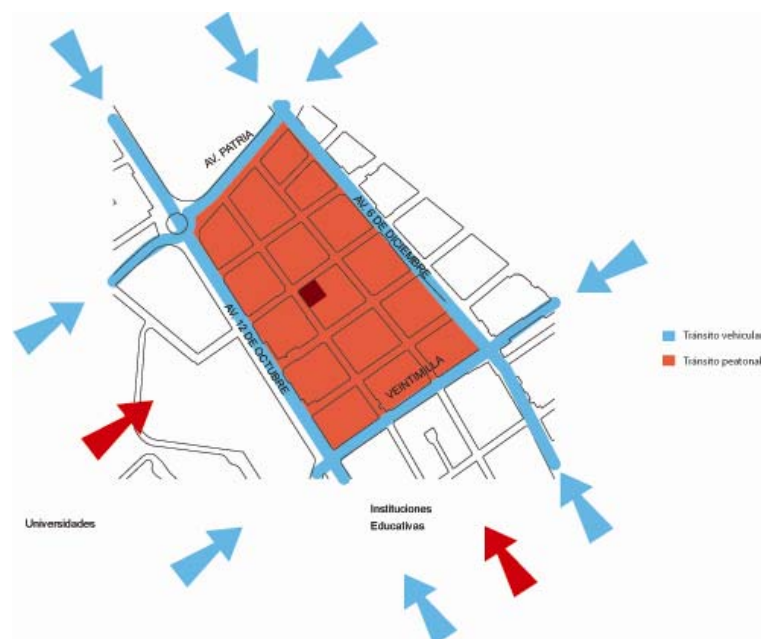 AV. PATRIA
AV. 6 DE DICIEMBRE
AV. 12 DE OCTUBRE
VEINTIMILLA
Tránsito vehicular
Tránsito peatonal
Universidades
Instituciones
Educativas